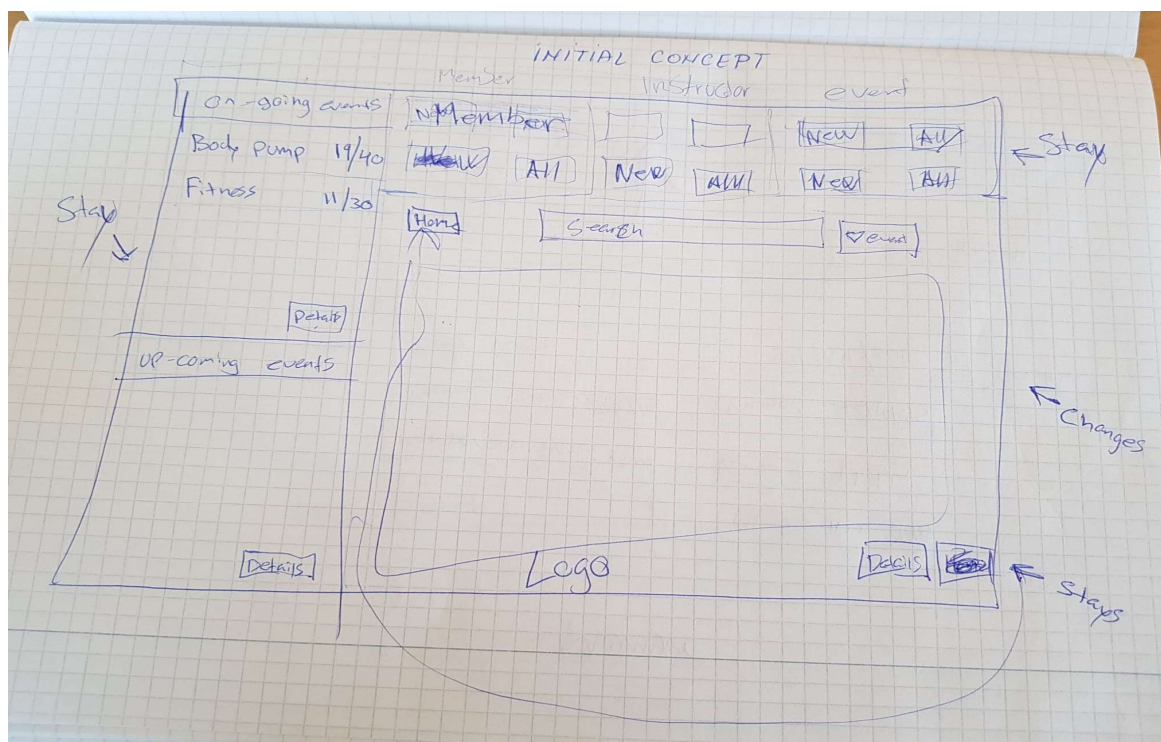 INITIAL CONCEPT
Member Instructor event
on-going events Member New All
Body pump 19/40 All New All New All
Fitness 11/30
Stay
Stay
Home Search ♡ event
Details
UP-coming events
Changes
Details Logo Details
Stays